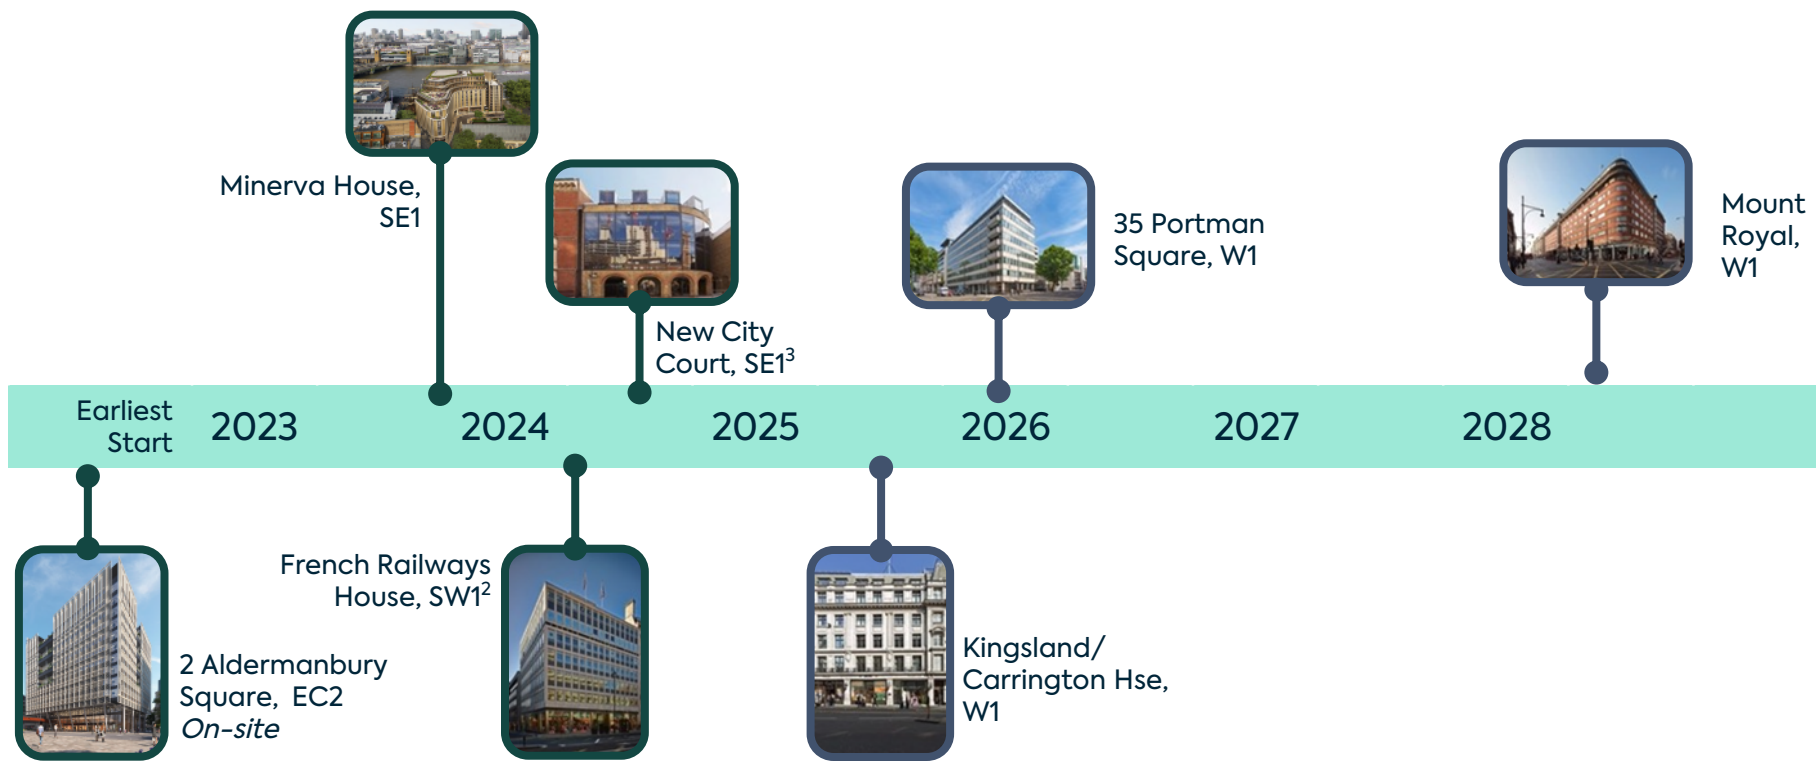 Minerva House,
SE1
New City
Court, SE1³
35 Portman
Square, W1
Mount
Royal,
W1
Earliest
Start
2023
2024
2025
2026
2027
2028
French Railways
House, SW1²
2 Aldermanbury
Square, EC2
On-site
Kingsland/
Carrington Hse,
W1